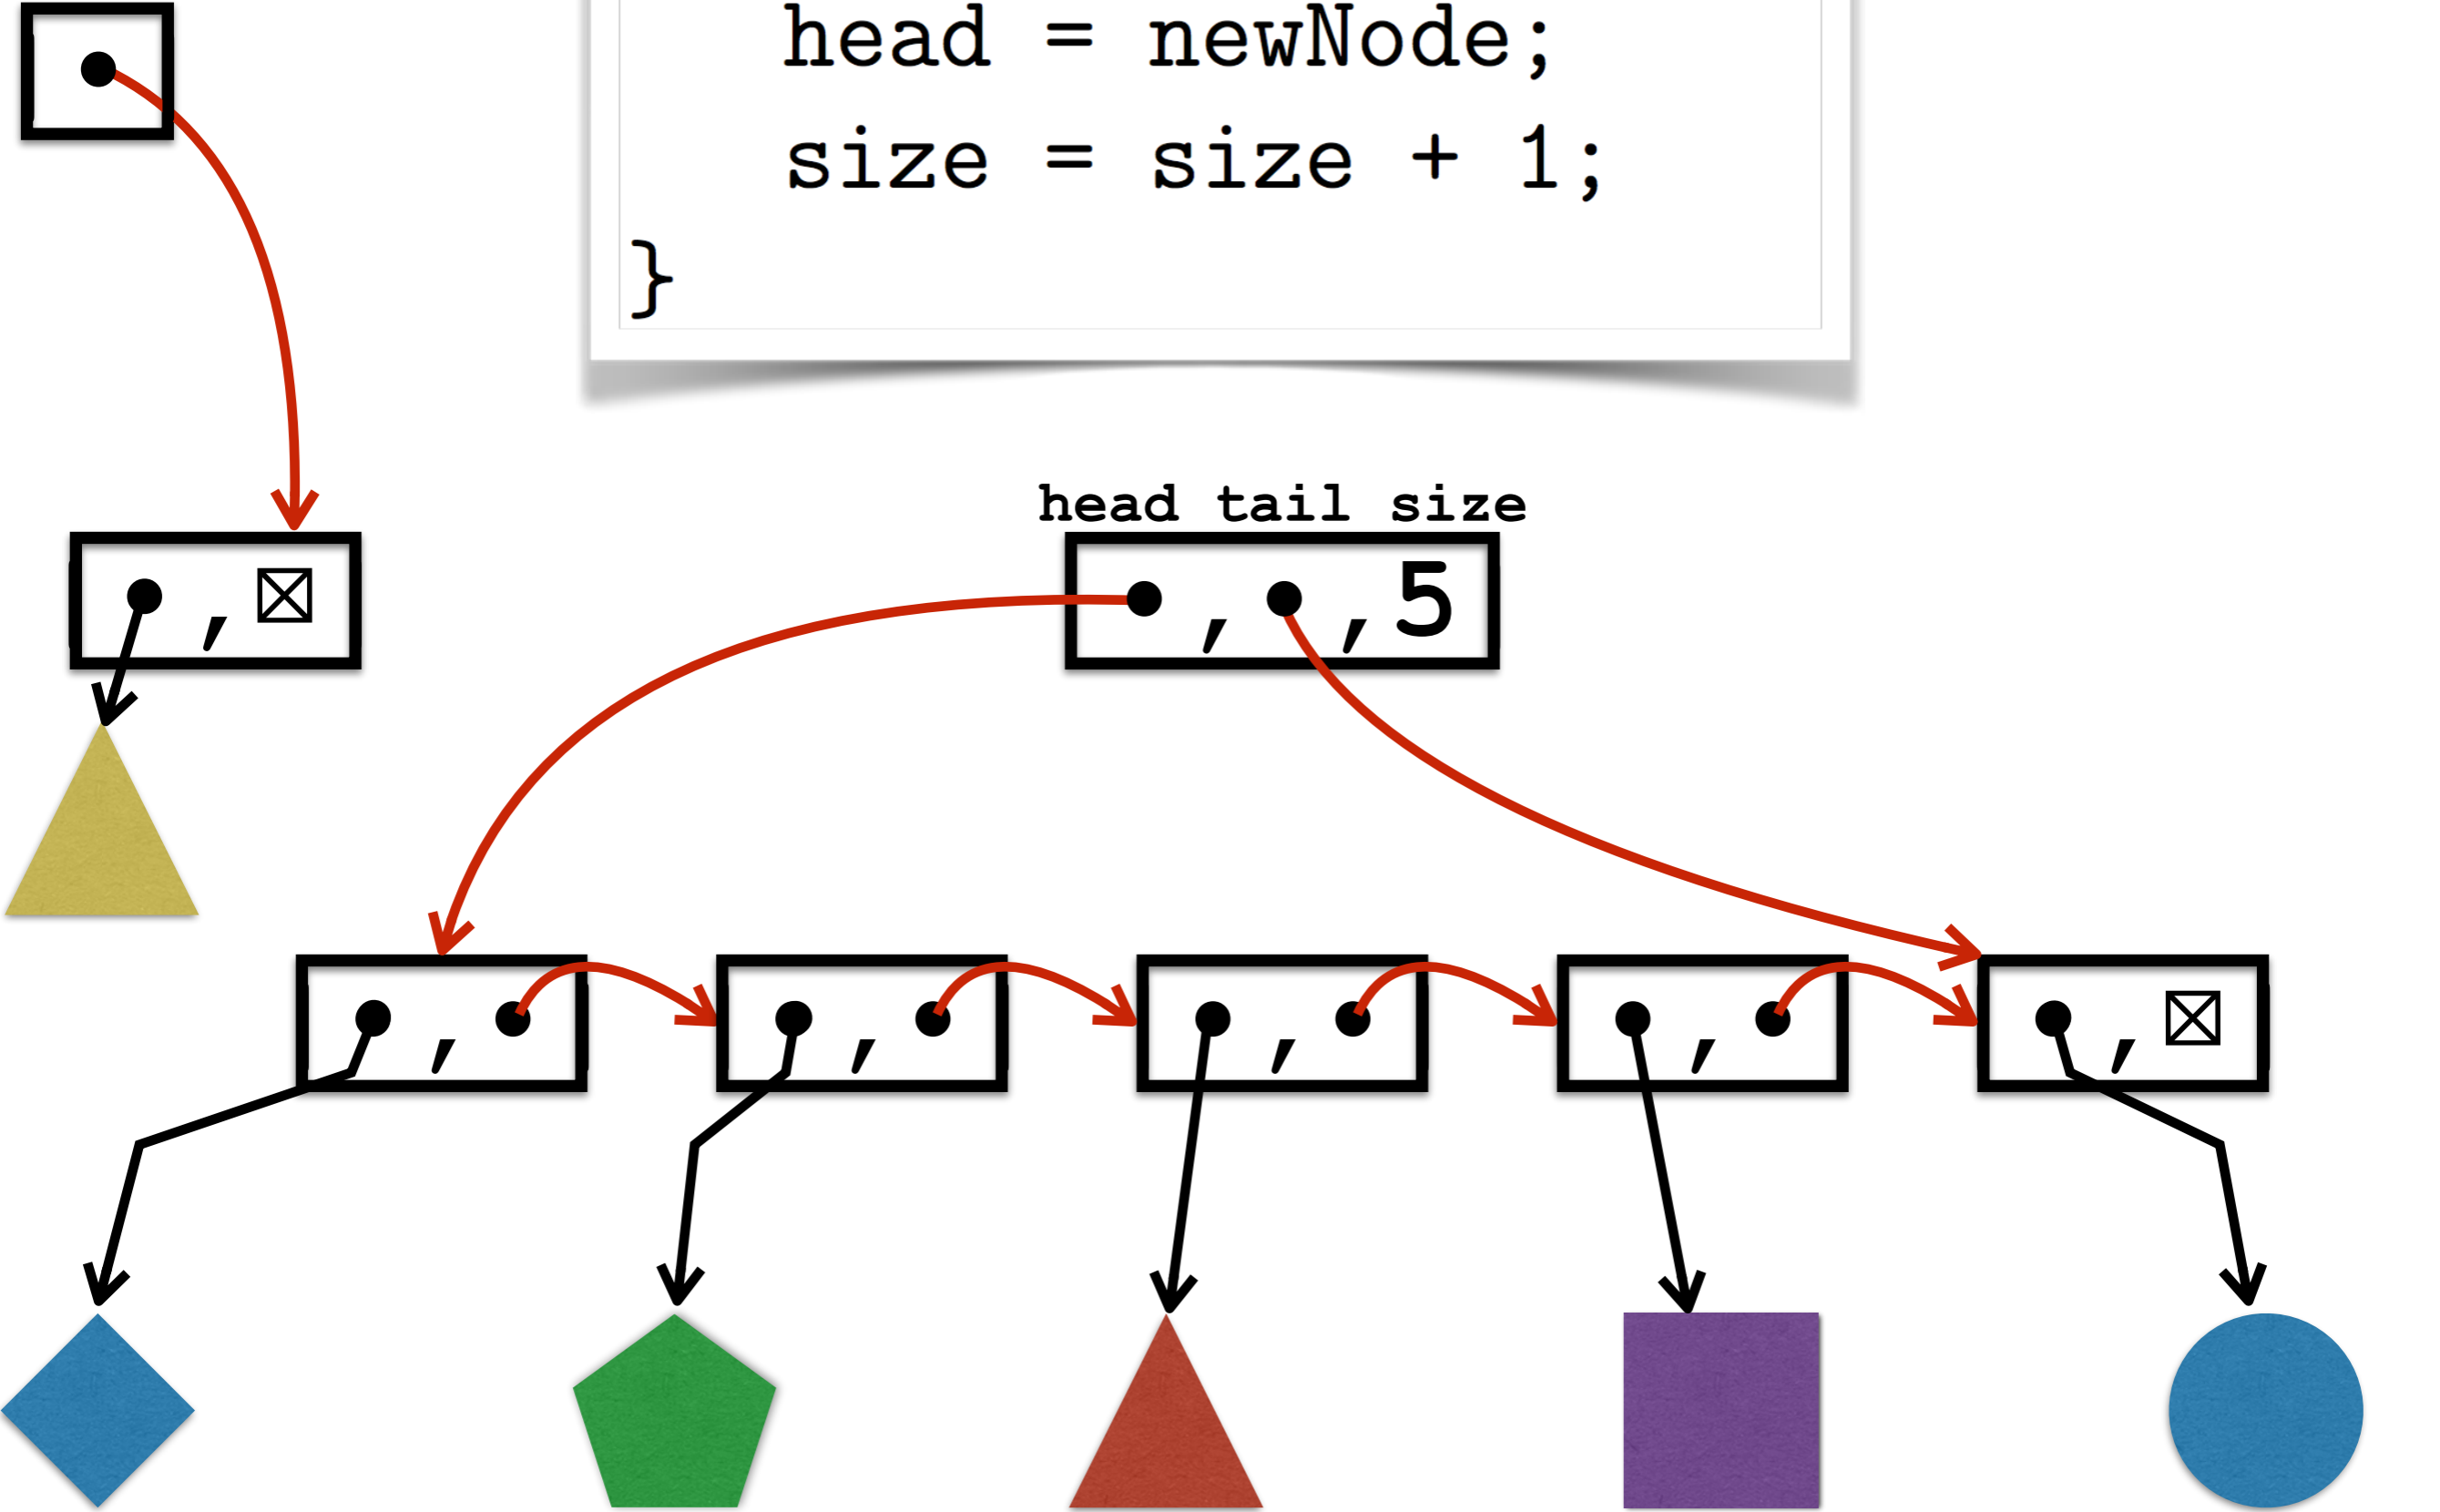 head = newNode;
size = size + 1;
}
head tail size
, ☒
, , 5
, , , , , ☒